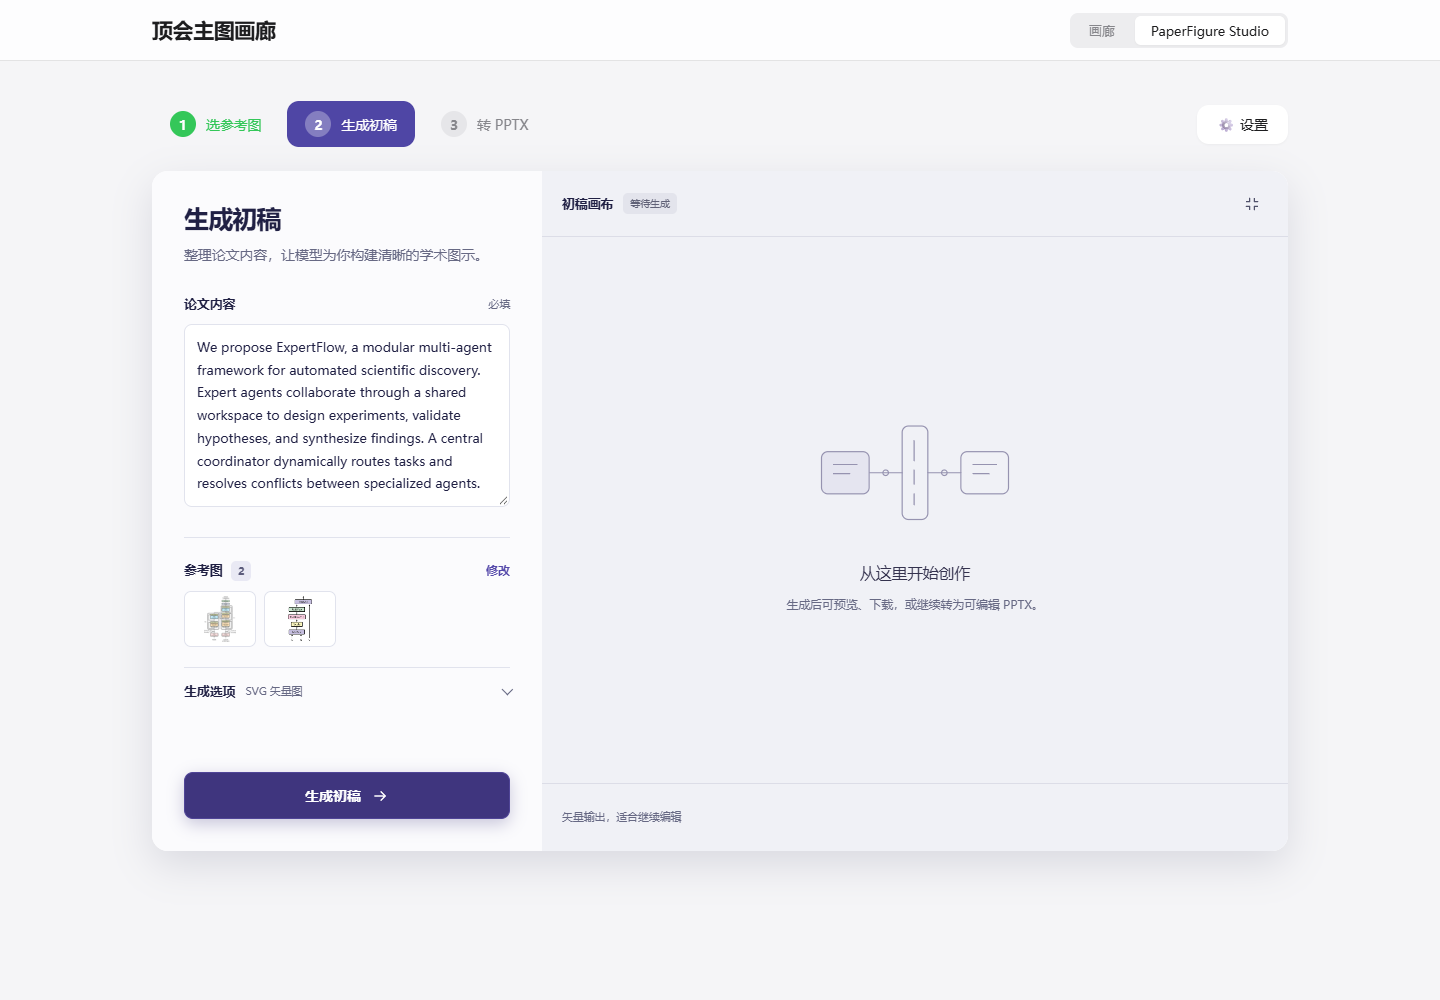 顶会主图画廊
画廊
PaperFigure Studio
1 选参考图
2 生成初稿
3 转 PPTX
设置
生成初稿
整理论文内容，让模型为你构建清晰的学术图示。
论文内容
必填
We propose ExpertFlow, a modular multi-agent
framework for automated scientific discovery.
Expert agents collaborate through a shared
workspace to design experiments, validate
hypotheses, and synthesize findings. A central
coordinator dynamically routes tasks and
resolves conflicts between specialized agents.
参考图 2
修改
生成选项 SVG 矢量图
生成初稿 →
初稿画布 等待生成
从这里开始创作
生成后可预览、下载，或继续转为可编辑 PPTX。
矢量输出，适合继续编辑